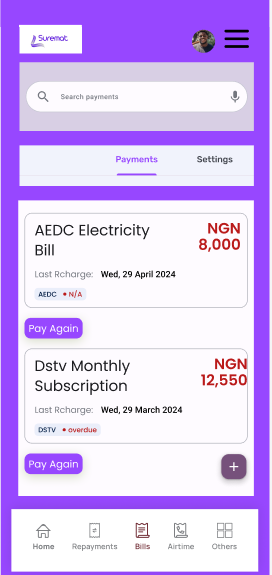 Suremat
Search payments
Payments Settings
AEDC Electricity
Bill
NGN
8,000
Last Rcharge: Wed, 29 April 2024
AEDC • N/A
Pay Again
Dstv Monthly
Subscription
NGN
12,550
Last Rcharge: Wed, 29 March 2024
DSTV • overdue
Pay Again
+
Home Repayments Bills Airtime Others